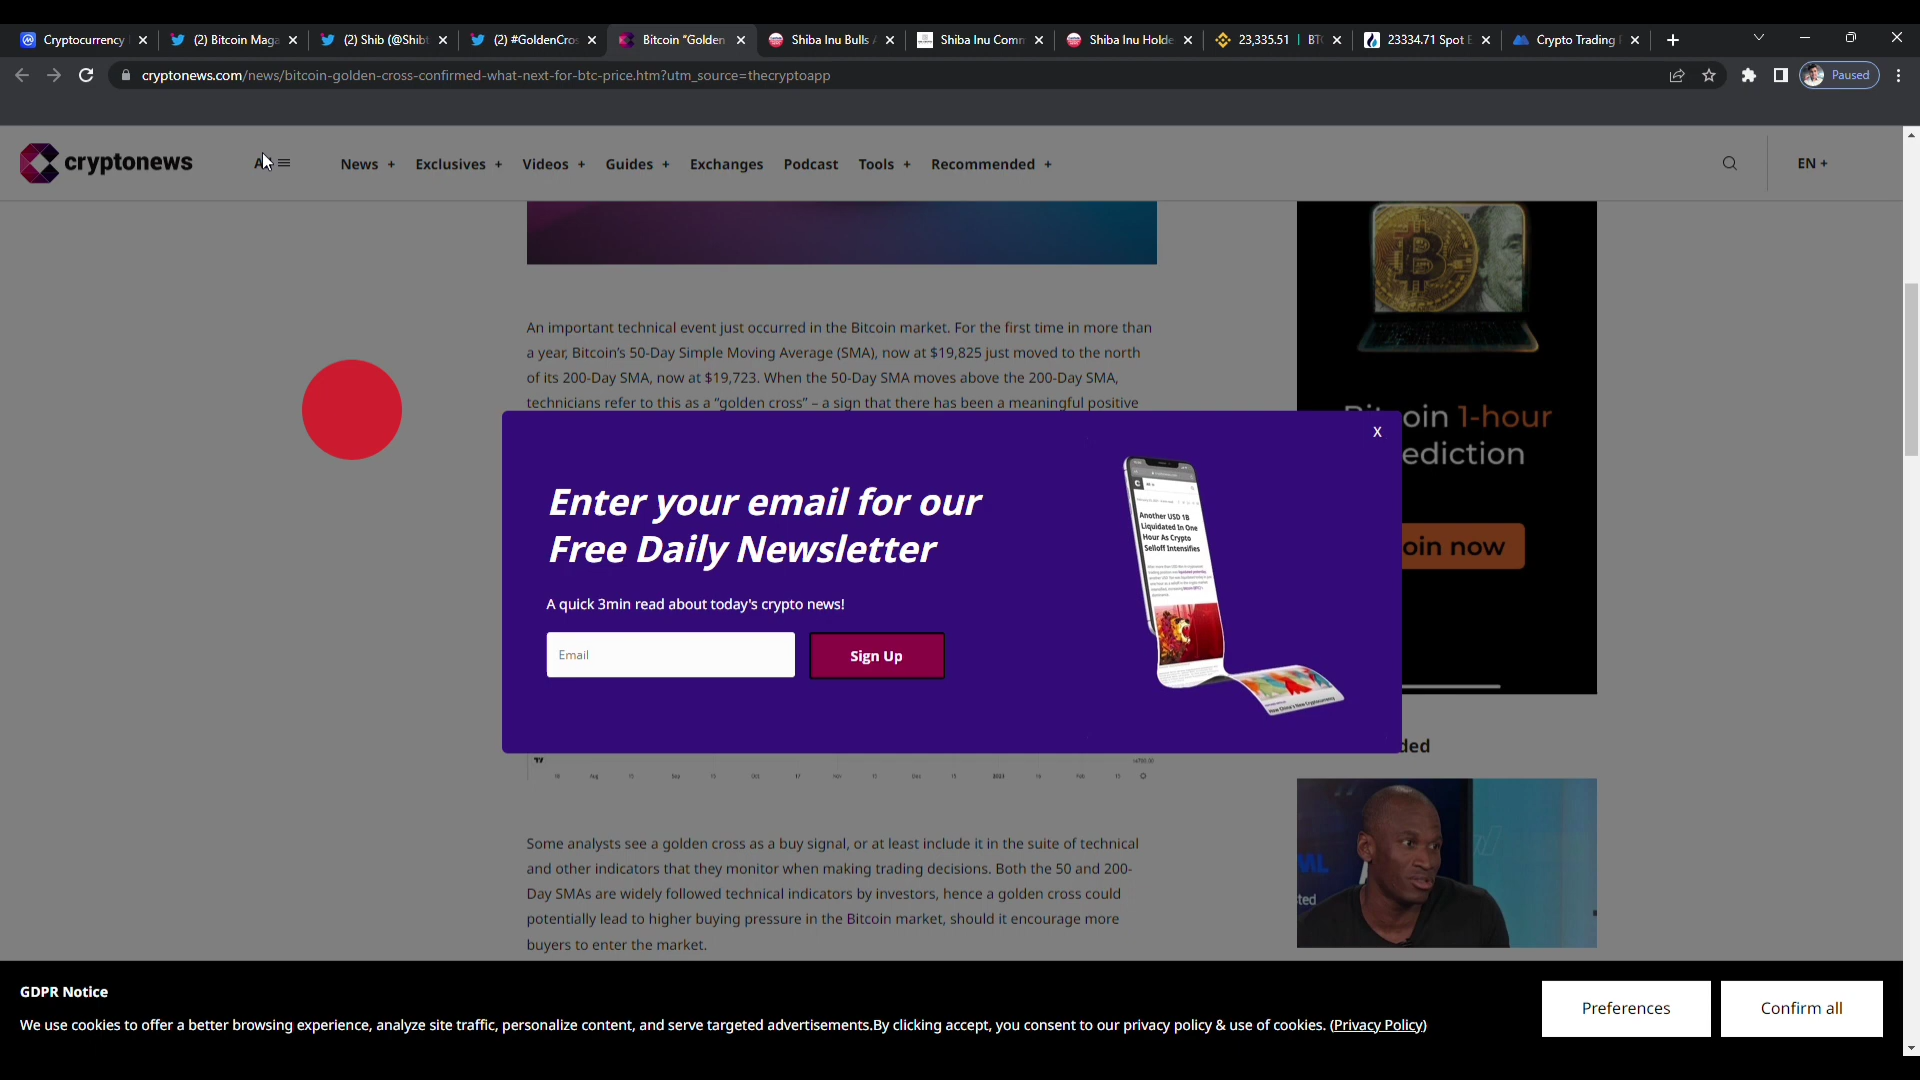 Cryptocurrency
(2) Bitcoin Maga
(2) Shib (@Shibt
(2) #GoldenCro
Bitcoin "Golden
Shiba Inu Bulls
Shiba Inu Comm
Shiba Inu Holde
23,335.51 | BT
23334.71 Spot
Crypto Trading
cryptonews.com/news/bitcoin-golden-cross-confirmed-what-next-for-btc-price.htm?utm_source=thecryptoapp
Paused
cryptonews
News +
Exclusives +
Videos +
Guides +
Exchanges
Podcast
Tools +
Recommended +
EN +
An important technical event just occurred in the Bitcoin market. For the first time in more than
a year, Bitcoin's 50-Day Simple Moving Average (SMA), now at $19,825 just moved to the north
of its 200-Day SMA, now at $19,723. When the 50-Day SMA moves above the 200-Day SMA,
technicians refer to this as a "golden cross" – a sign that there has been a meaningful positive
oin 1-hour
ediction
oin now
X
Enter your email for our
Free Daily Newsletter
A quick 3min read about today's crypto news!
Email
Sign Up
Another USD 1B
Liquidated In One
Hour As Crypto
Selloff Intensifies
How China's New Cryptocurrency
ded
Aug
Sep
Oct
Nov
Dec
2023
Feb
Some analysts see a golden cross as a buy signal, or at least include it in the suite of technical
and other indicators that they monitor when making trading decisions. Both the 50 and 200-
Day SMAs are widely followed technical indicators by investors, hence a golden cross could
potentially lead to higher buying pressure in the Bitcoin market, should it encourage more
buyers to enter the market.
GDPR Notice
We use cookies to offer a better browsing experience, analyze site traffic, personalize content, and serve targeted advertisements.By clicking accept, you consent to our privacy policy & use of cookies. (Privacy Policy)
Preferences
Confirm all